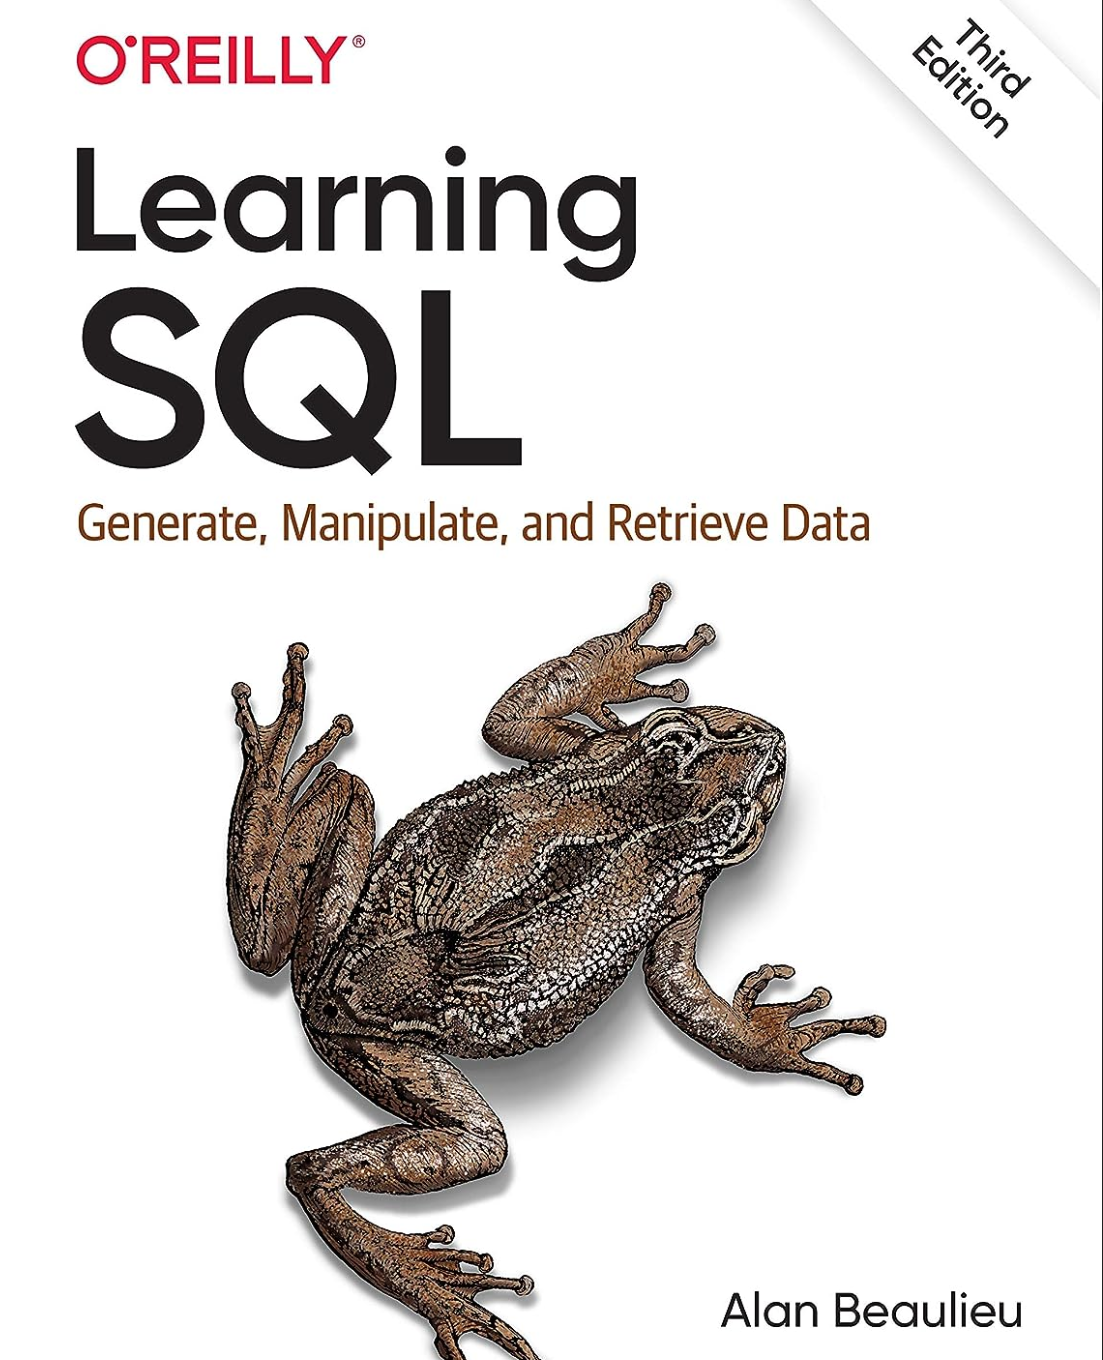 O'REILLY®
Third
Edition
Learning
SQL
Generate, Manipulate, and Retrieve Data
Alan Beaulieu